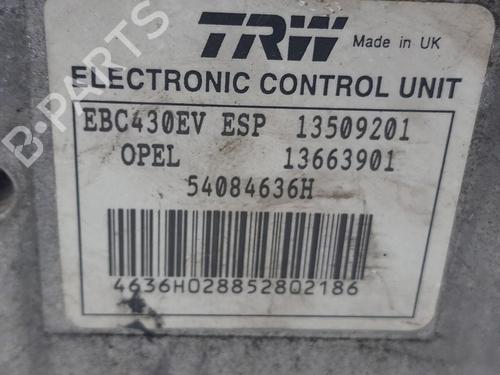 TRW Made in UK
ELECTRONIC CONTROL UNIT
EBC430EV ESP 13509201
OPEL 13663901
54084636H
4636H028852802186
B-PARTS